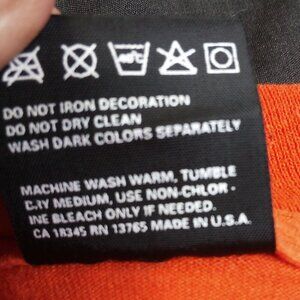 DO NOT IRON DECORATION
DO NOT DRY CLEAN
WASH DARK COLORS SEPARATELY
MACHINE WASH WARM, TUMBLE
DRY MEDIUM, USE NON-CHLOR-
INE BLEACH ONLY IF NEEDED.
CA 18345 RN 13765 MADE IN U.S.A.